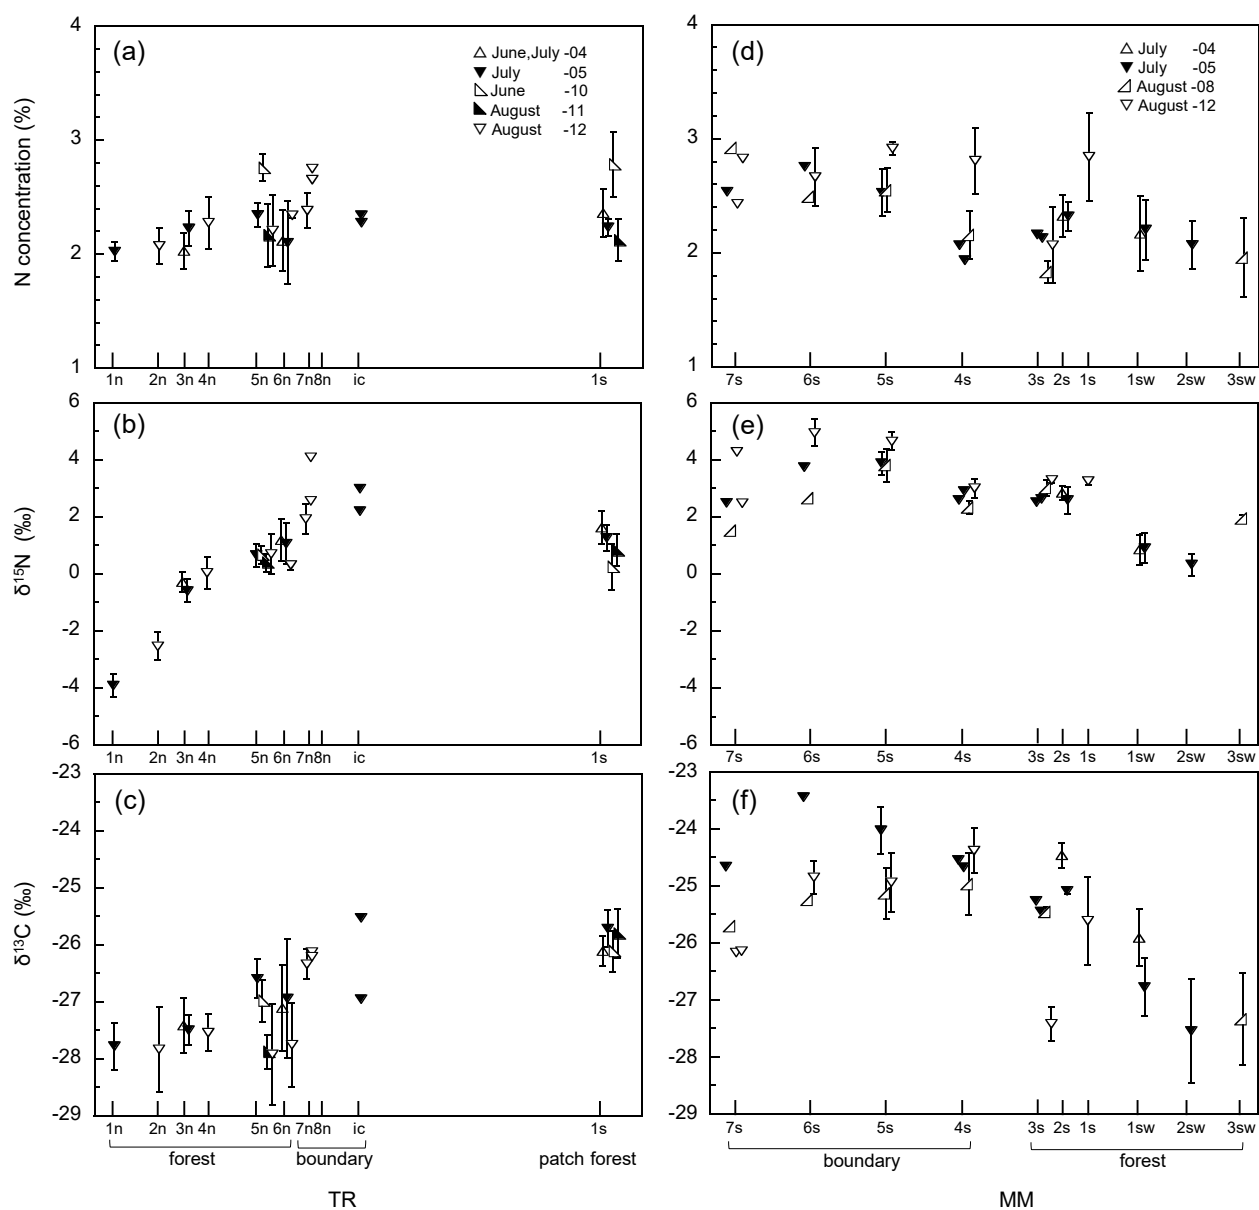 (a)
4
3
2
1
N concentration (%)
June,July -04
July -05
June -10
August -11
August -12
1n 2n 3n 4n 5n 6n 7n 8n ic 1s
(d)
4
3
2
1
July -04
July -05
August -08
August -12
7s 6s 5s 4s 3s 2s 1s 1sw 2sw 3sw
(b)
6
4
2
0
-2
-4
-6
δ15N (‰)
1n 2n 3n 4n 5n 6n 7n 8n ic 1s
(e)
6
4
2
0
-2
-4
-6
7s 6s 5s 4s 3s 2s 1s 1sw 2sw 3sw
(c)
-23
-24
-25
-26
-27
-28
-29
δ13C (‰)
1n 2n 3n 4n 5n 6n 7n 8n ic 1s
forest boundary patch forest
TR
(f)
-23
-24
-25
-26
-27
-28
-29
7s 6s 5s 4s 3s 2s 1s 1sw 2sw 3sw
boundary forest
MM